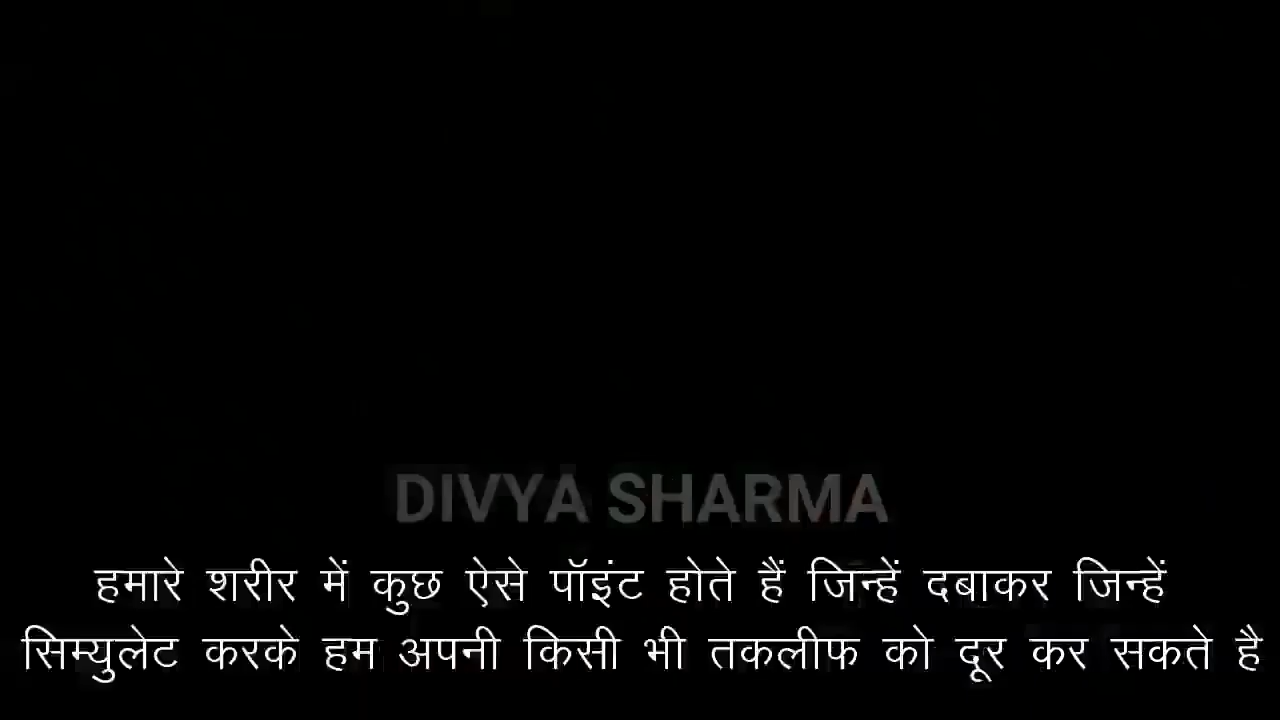 DIVYA SHARMA
हमारे शरीर में कुछ ऐसे पॉइंट होते हैं जिन्हें दबाकर जिन्हें
सिम्युलेट करके हम अपनी किसी भी तकलीफ को दूर कर सकते है